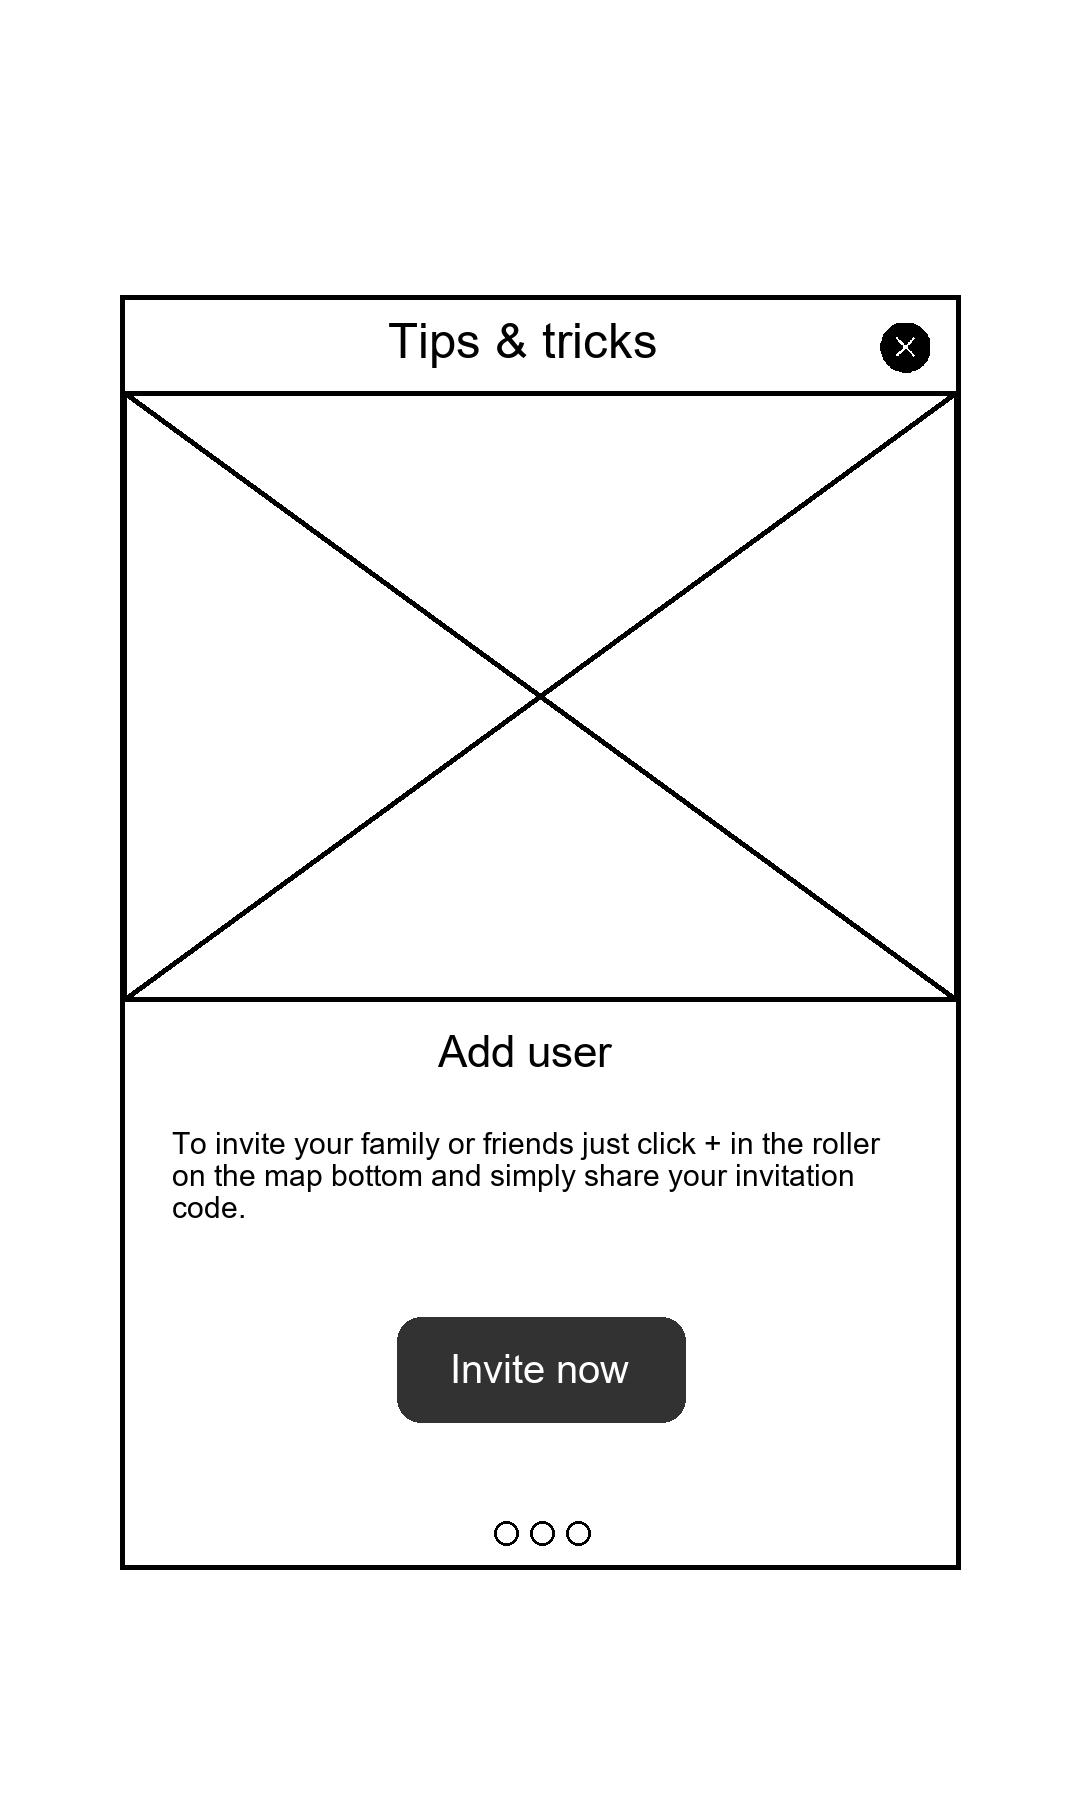 Tips & tricks
Add user
To invite your family or friends just click + in the roller
on the map bottom and simply share your invitation
code.
Invite now